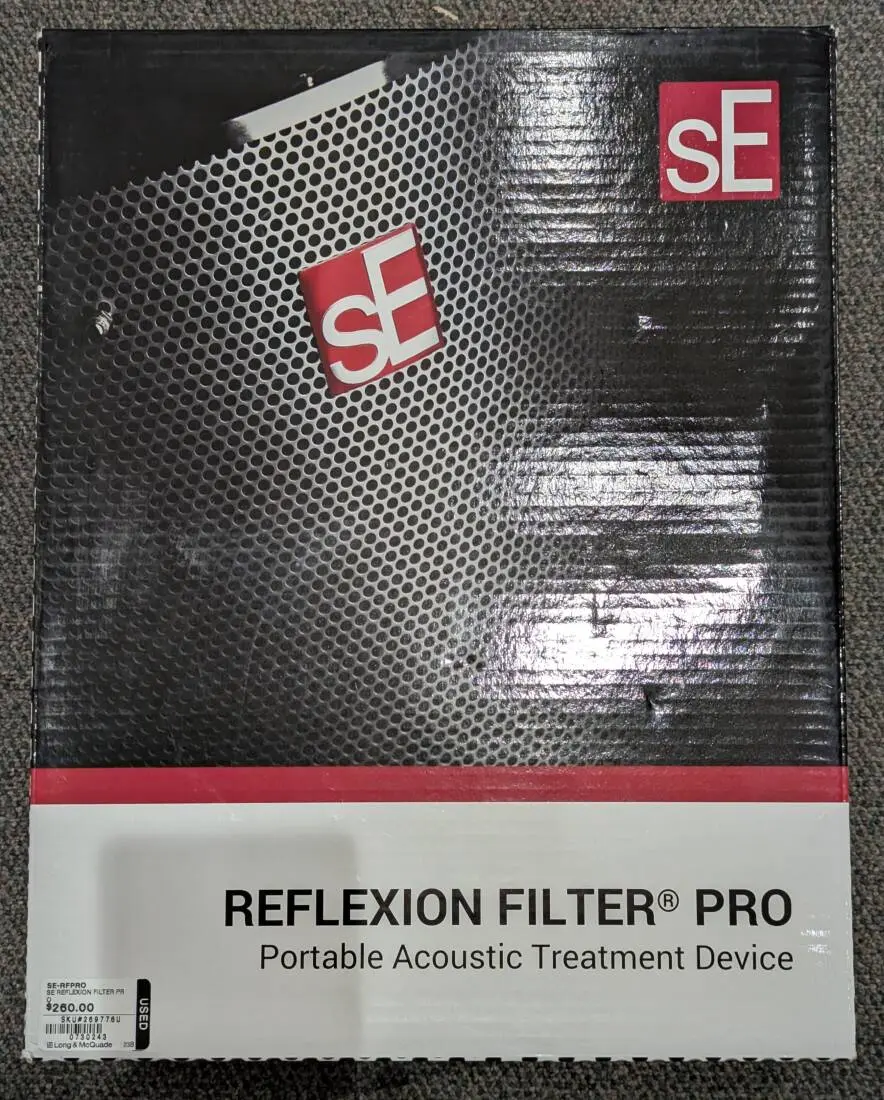 sE
sE
REFLEXION FILTER® PRO
Portable Acoustic Treatment Device
SE-RFPRO
SE REFLEXION FILTER PR
O
$260.00
USED
SKU#269776U
0730243
Long & McQuade